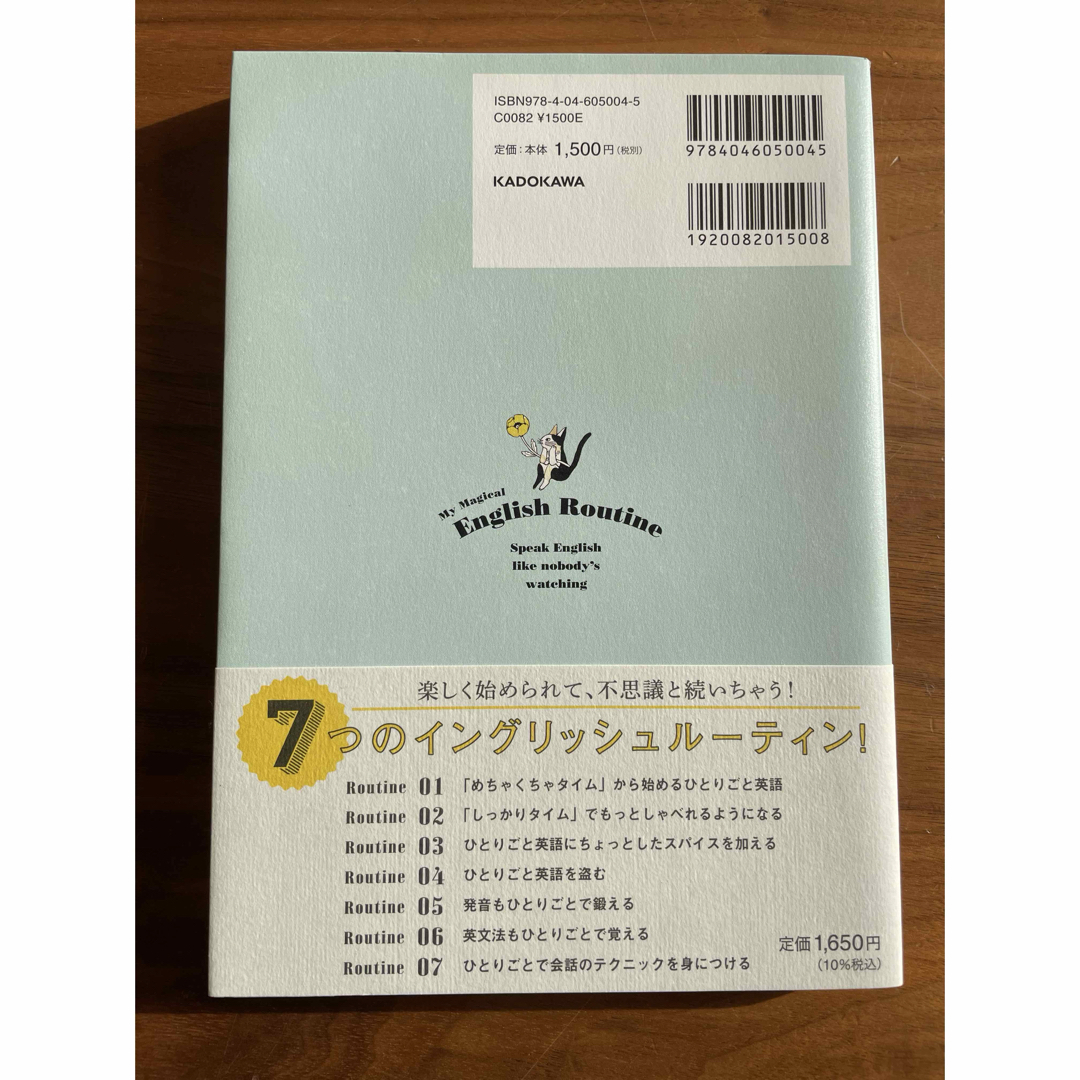 ISBN978-4-04-605004-5
C0082 ¥1500E
定価：本体 1,500円（税別）
KADOKAWA
9784046050045
1920082015008
My Magical
English Routine
Speak English
like nobody's
watching
楽しく始められて、不思議と続いちゃう！
7つのイングリッシュルーティン！
Routine 01 「めちゃくちゃタイム」から始めるひとりごと英語
Routine 02 「しっかりタイム」でもっとしゃべれるようになる
Routine 03 ひとりごと英語にちょっとしたスパイスを加える
Routine 04 ひとりごと英語を盗む
Routine 05 発音もひとりごとで鍛える
Routine 06 英文法もひとりごとで覚える
Routine 07 ひとりごとで会話のテクニックを身につける
定価1,650円
（10%税込）